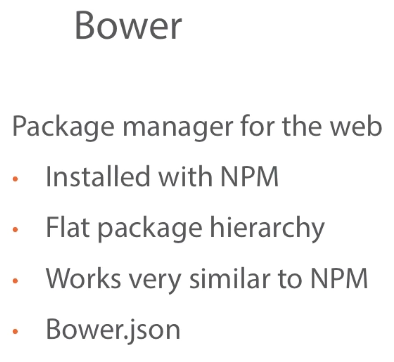 Bower
Package manager for the web
• Installed with NPM
• Flat package hierarchy
• Works very similar to NPM
• Bower.json